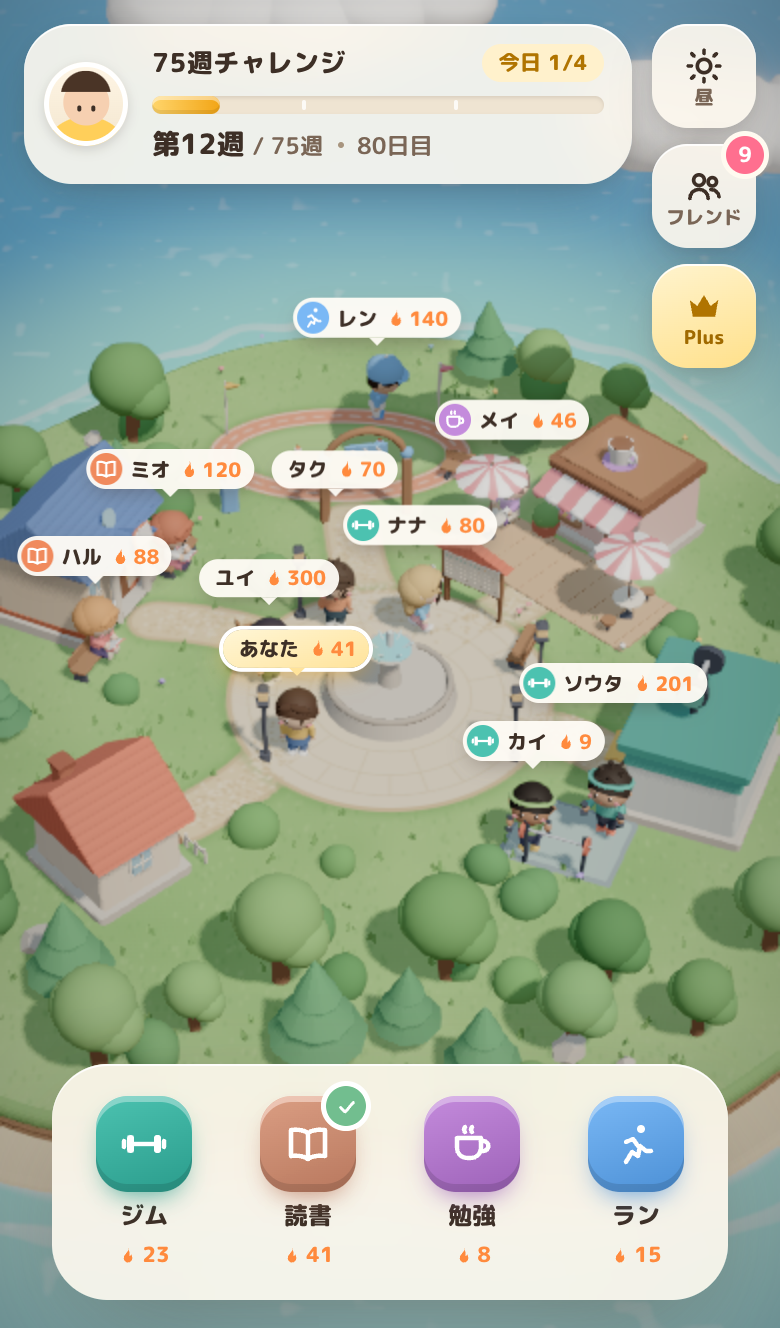 75週チャレンジ
今日 1/4
第12週 / 75週 ・ 80日目
昼
9
フレンド
Plus
レン 140
メイ 46
ミオ 120
タク 70
ナナ 80
ハル 88
ユイ 300
あなた 41
ソウタ 201
カイ 9
ジム
読書
勉強
ラン
23
41
8
15